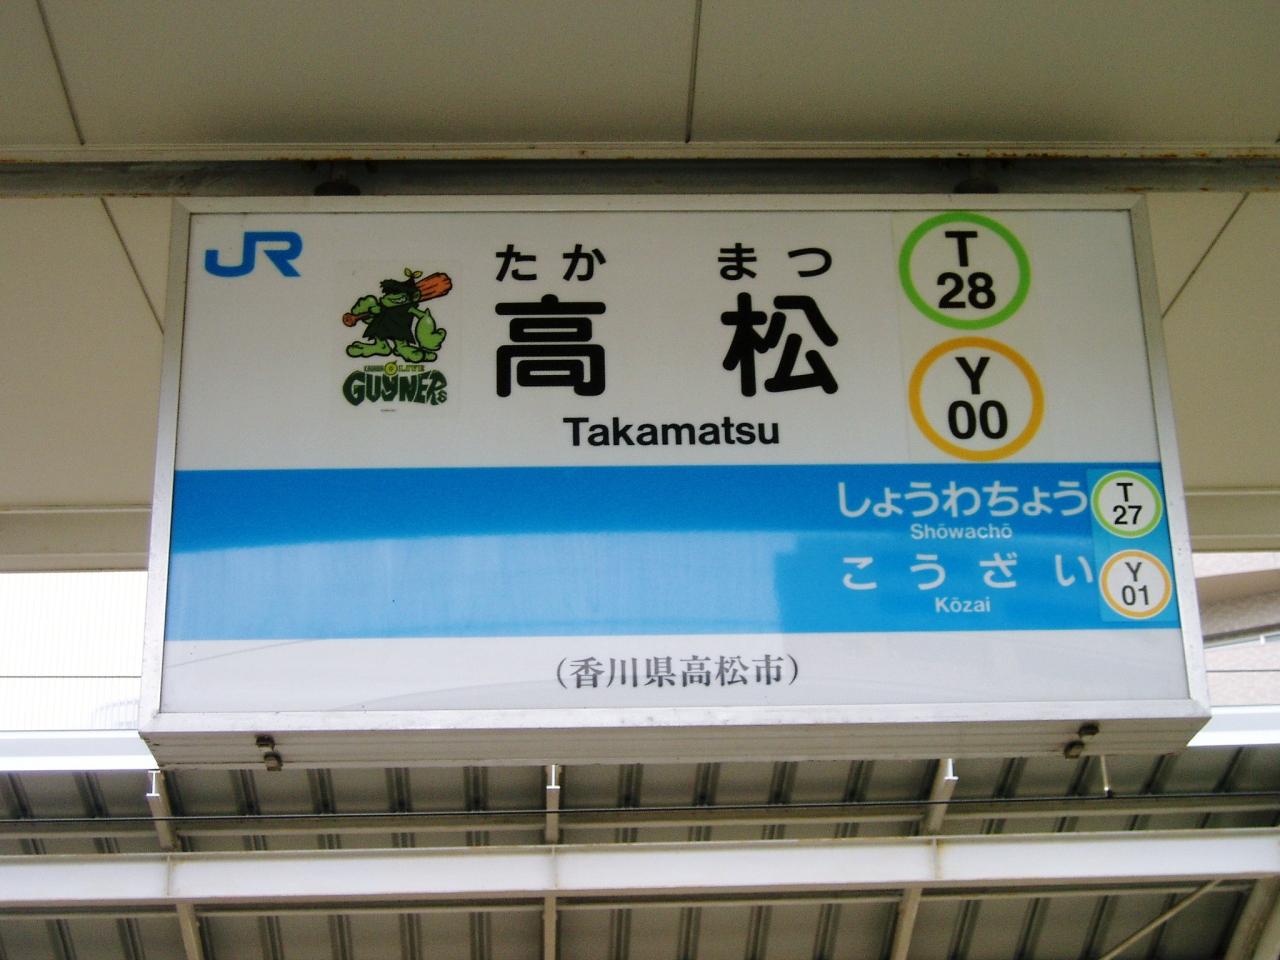 JR
たかまつ
高松
Takamatsu
T
28
Y
00
OLIVE
GUYNERS
しょうわちょう
Shōwachō
T
27
こうざい
Kōzai
Y
01
(香川県高松市)